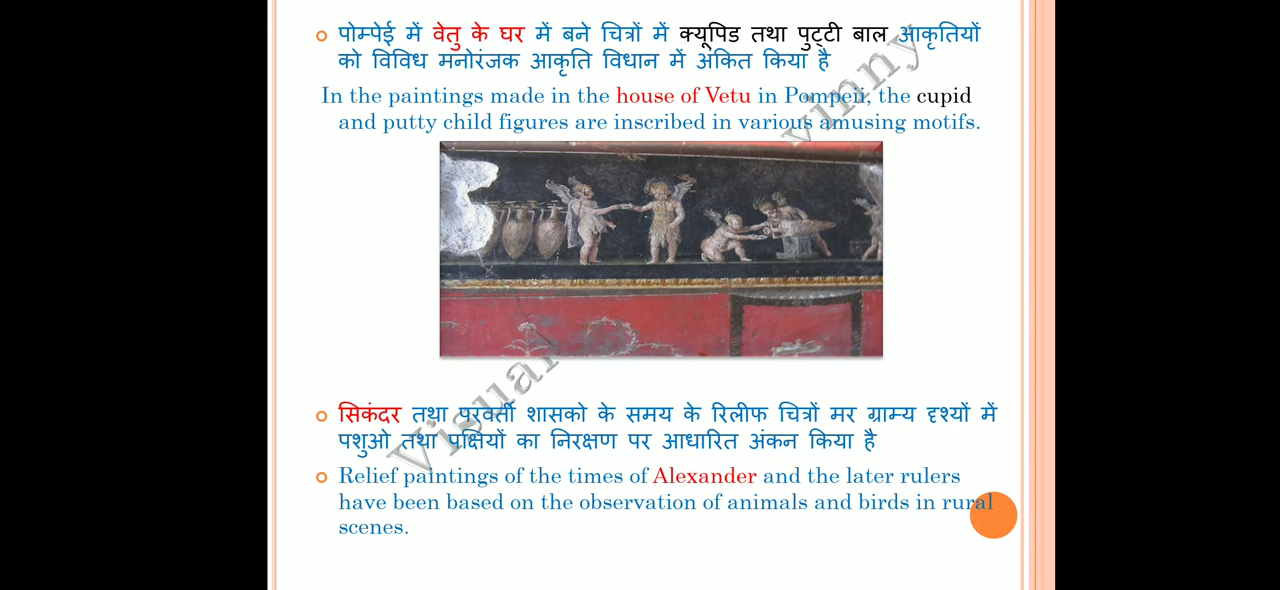 पोम्पेई में वेतु के घर में बने चित्रों में क्यूपिड तथा पुट्टी बाल आकृतियों
को विविध मनोरंजक आकृति विधान में अंकित किया है
In the paintings made in the house of Vetu in Pompeii, the cupid
and putty child figures are inscribed in various amusing motifs.
सिकंदर तथा परवर्ती शासको के समय के रिलीफ चित्रों मर ग्राम्य दृश्यों में
पशुओ तथा पक्षियों का निरक्षण पर आधारित अंकन किया है
Relief paintings of the times of Alexander and the later rulers
have been based on the observation of animals and birds in rural
scenes.
Visual vinny